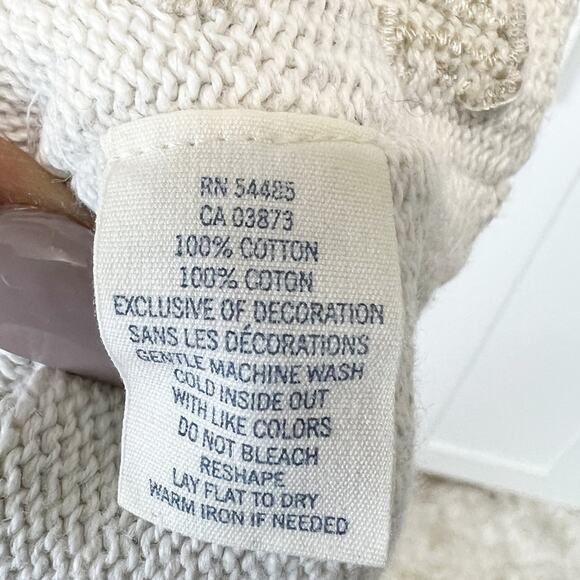 RN 54485
CA 03873
100% COTTON
100% COTON
EXCLUSIVE OF DECORATION
SANS LES DÉCORATIONS
GENTLE MACHINE WASH
COLD INSIDE OUT
WITH LIKE COLORS
DO NOT BLEACH
RESHAPE
LAY FLAT TO DRY
WARM IRON IF NEEDED